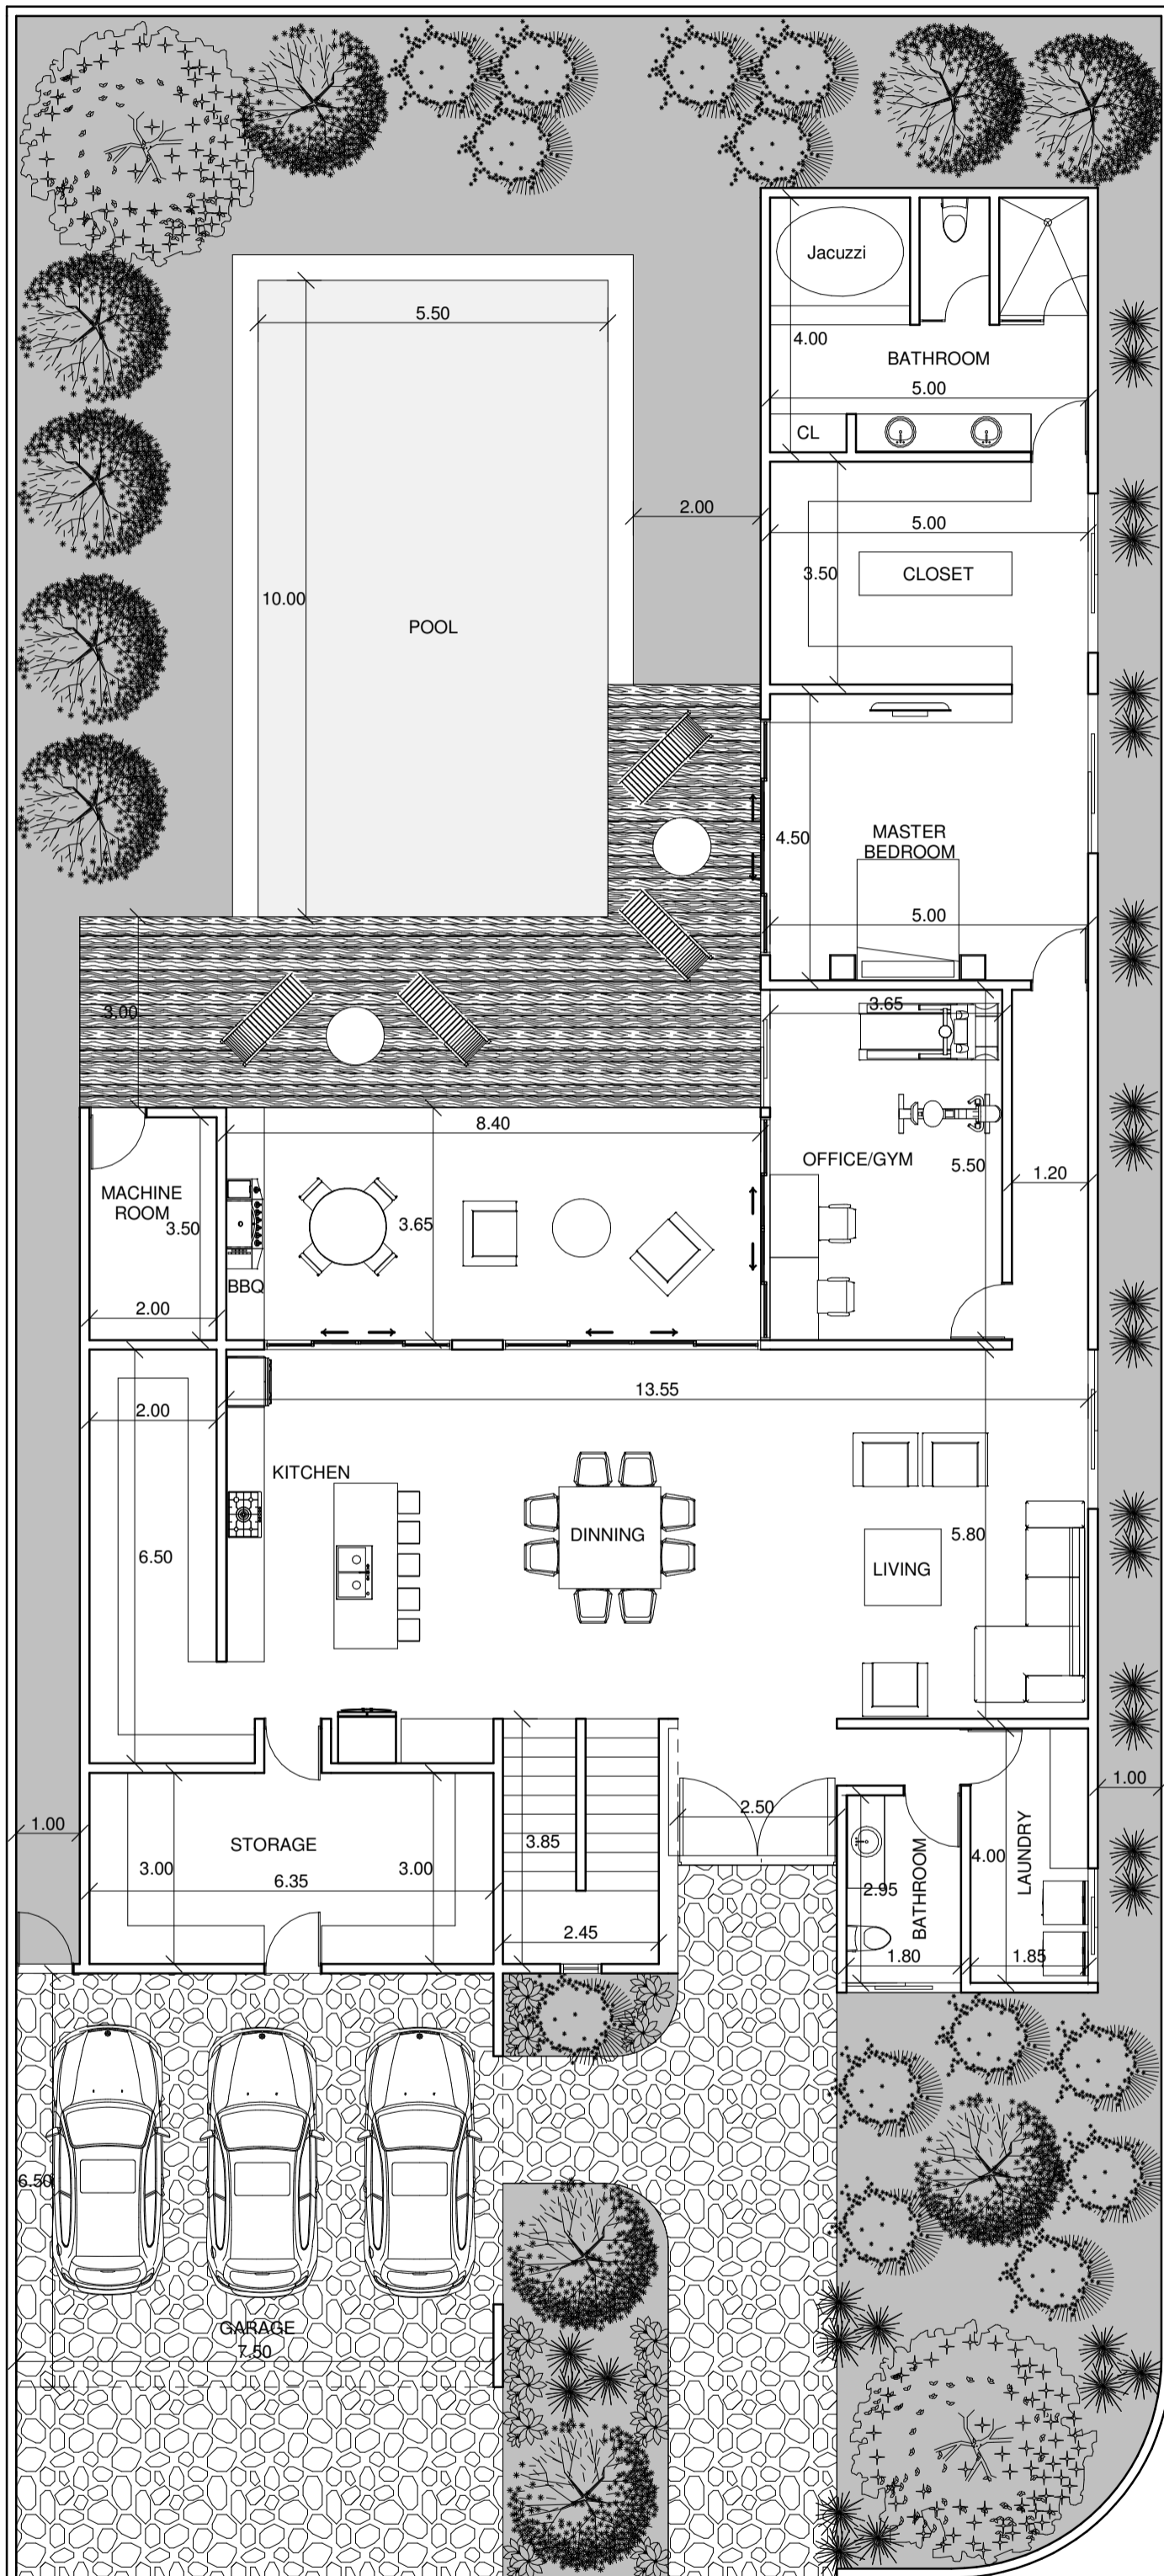 Jacuzzi
5.50
4.00
BATHROOM
5.00
CL
2.00
5.00
3.50
CLOSET
10.00
POOL
4.50
MASTER
BEDROOM
5.00
3.00
3.65
8.40
OFFICE/GYM
5.50
1.20
MACHINE
ROOM
3.50
3.65
BBQ
2.00
13.55
2.00
KITCHEN
6.50
DINNING
5.80
LIVING
1.00
2.50
1.00
STORAGE
3.85
3.00
3.00
6.35
BATHROOM
2.95
4.00
LAUNDRY
2.45
1.80
1.85
6.50
GARAGE
7.50